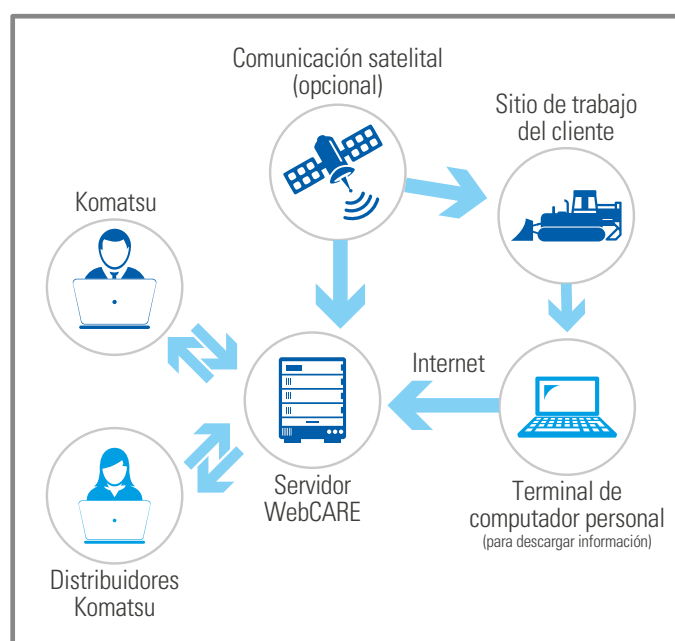 Comunicación satelital
(opcional)
Sitio de trabajo
del cliente
Komatsu
Internet
Servidor
WebCARE
Terminal de
computador personal
(para descargar información)
Distribuidores
Komatsu